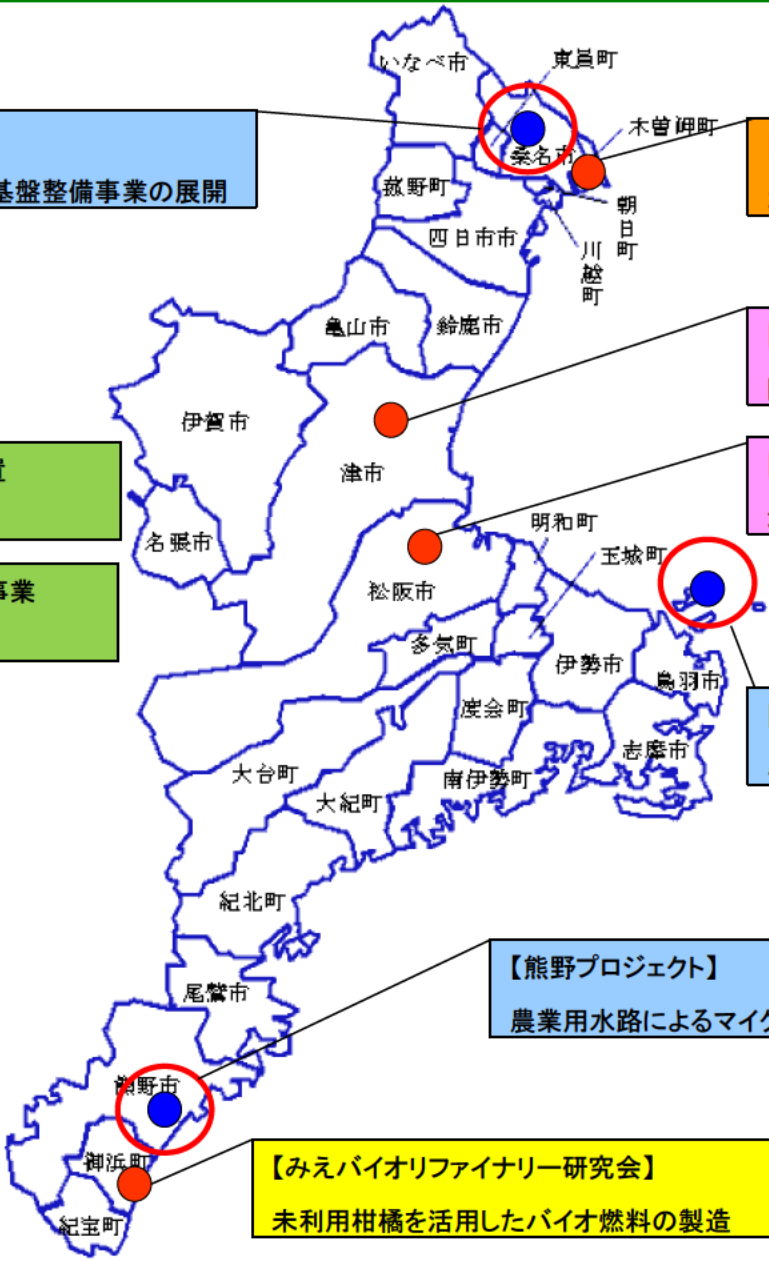 いなべ市
東員町
木曽岬町
桑名市
基盤整備事業の展開
菰野町
朝日町
四日市市
川越町
亀山市
鈴鹿市
伊賀市
津市
置
名張市
明和町
玉城町
事業
松阪市
多気町
伊勢市
鳥羽市
度会町
志摩市
大台町
南伊勢町
大紀町
紀北町
【熊野プロジェクト】
尾鷲市
農業用水路によるマイク
熊野市
御浜町
【みえバイオリファイナリー研究会】
未利用柑橘を活用したバイオ燃料の製造
紀宝町